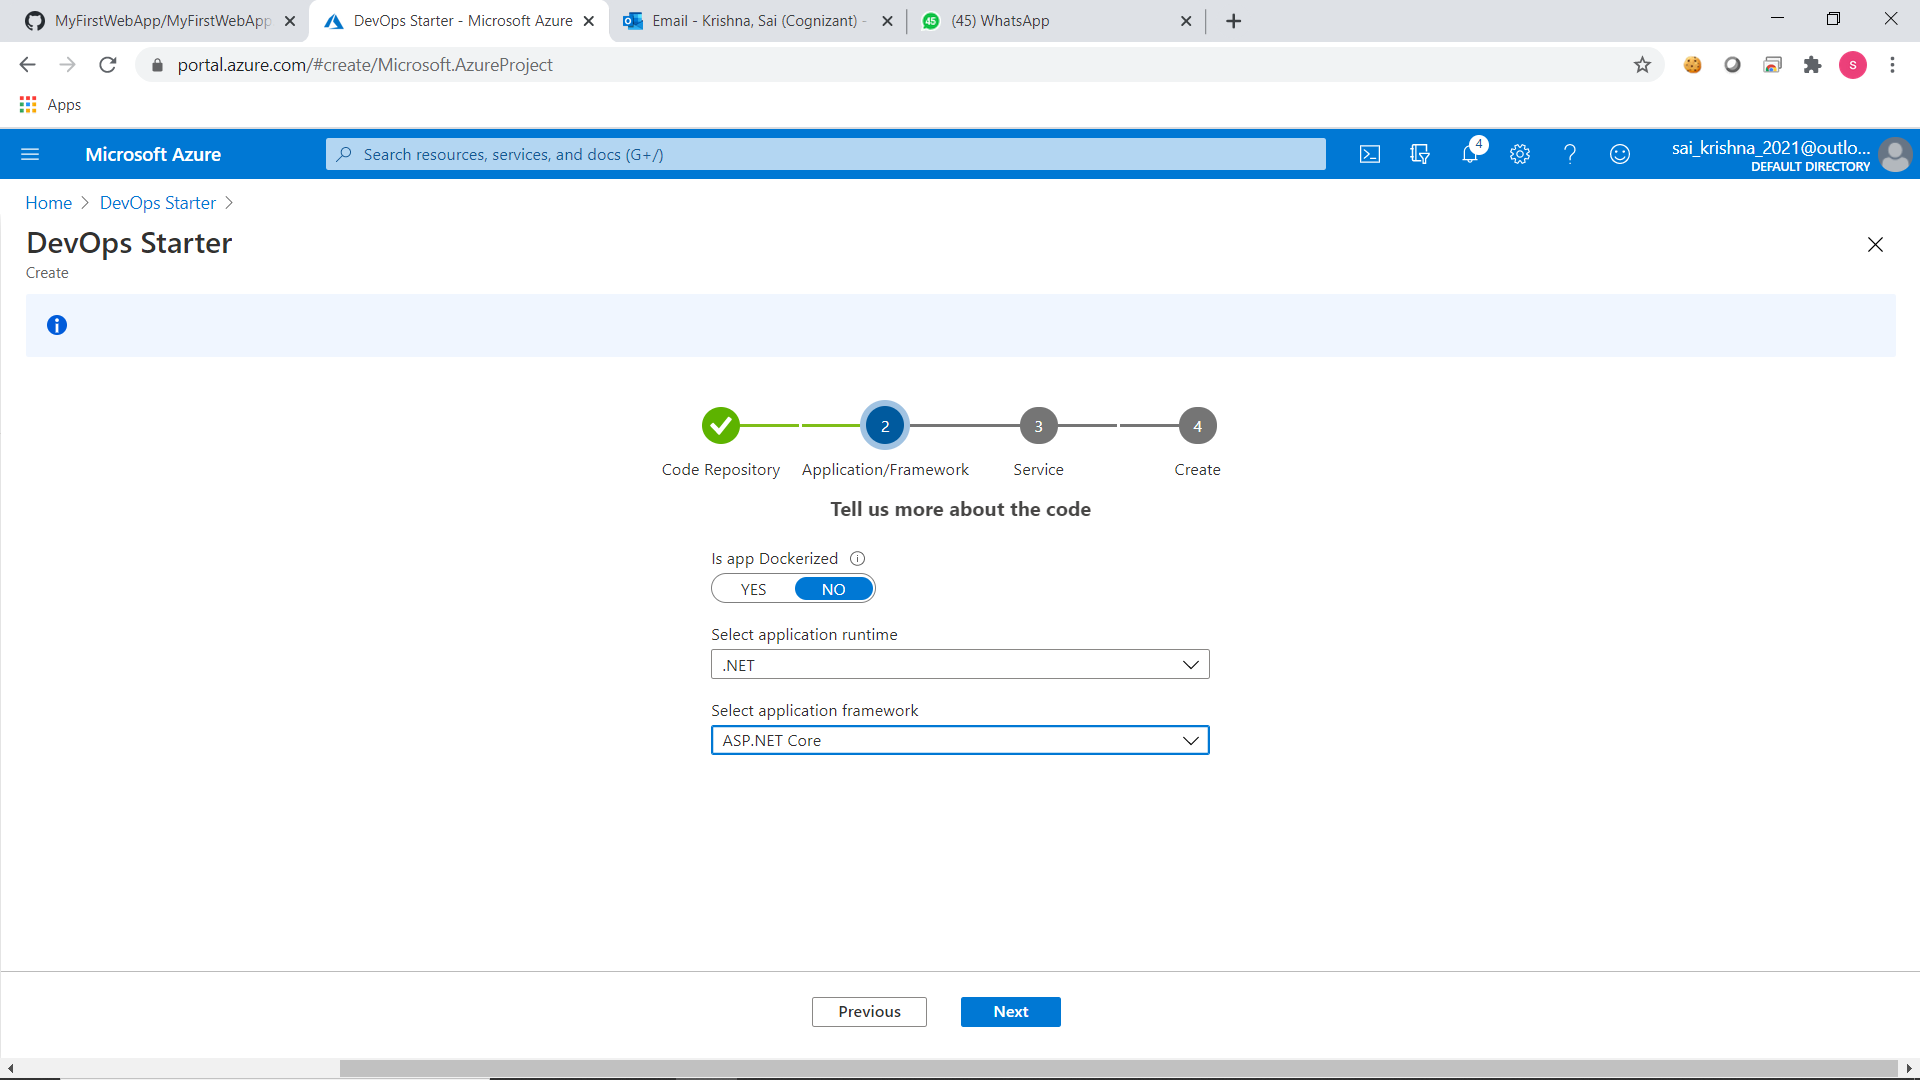 MyFirstWebApp/MyFirstWebApp
DevOps Starter - Microsoft Azure
Email - Krishna, Sai (Cognizant) -
45 (45) WhatsApp
portal.azure.com/#create/Microsoft.AzureProject
S
Apps
Microsoft Azure
Search resources, services, and docs (G+/)
4
sai_krishna_2021@outlo...
DEFAULT DIRECTORY
Home > DevOps Starter >
DevOps Starter
Create
2
3
4
Code Repository
Application/Framework
Service
Create
Tell us more about the code
Is app Dockerized
YES NO
Select application runtime
.NET
Select application framework
ASP.NET Core
Previous
Next